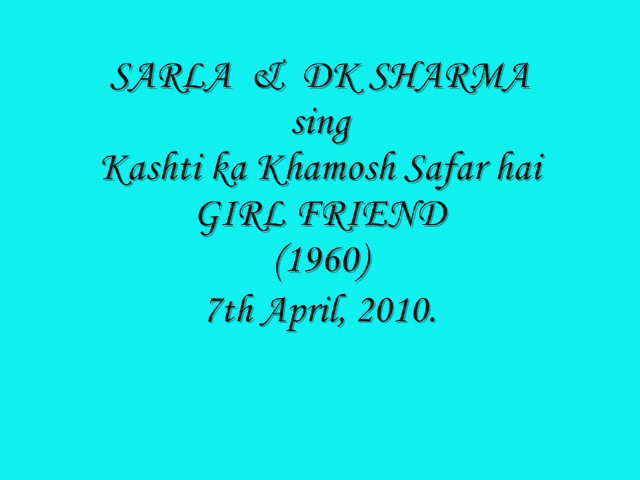 SARLA & DK SHARMA
sing
Kashti ka Khamosh Safar hai
GIRL FRIEND
(1960)
7th April, 2010.